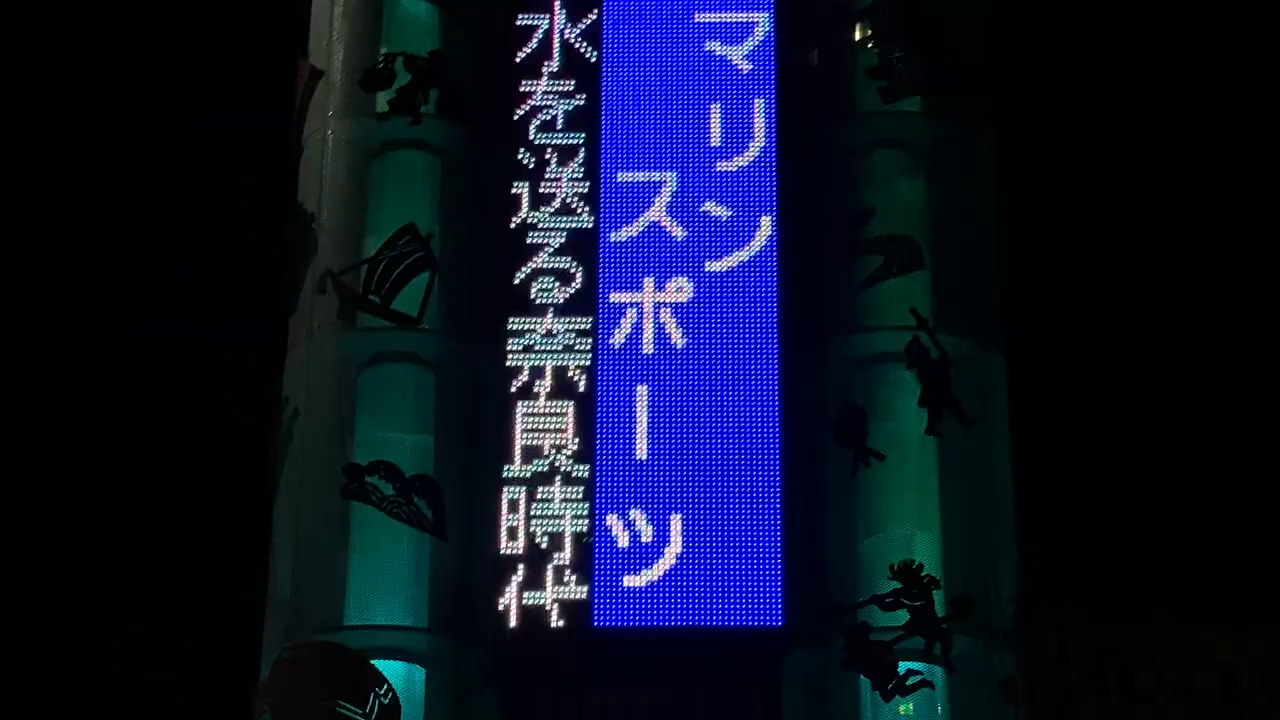 マリン
スポーツ
水を送る奈良時代